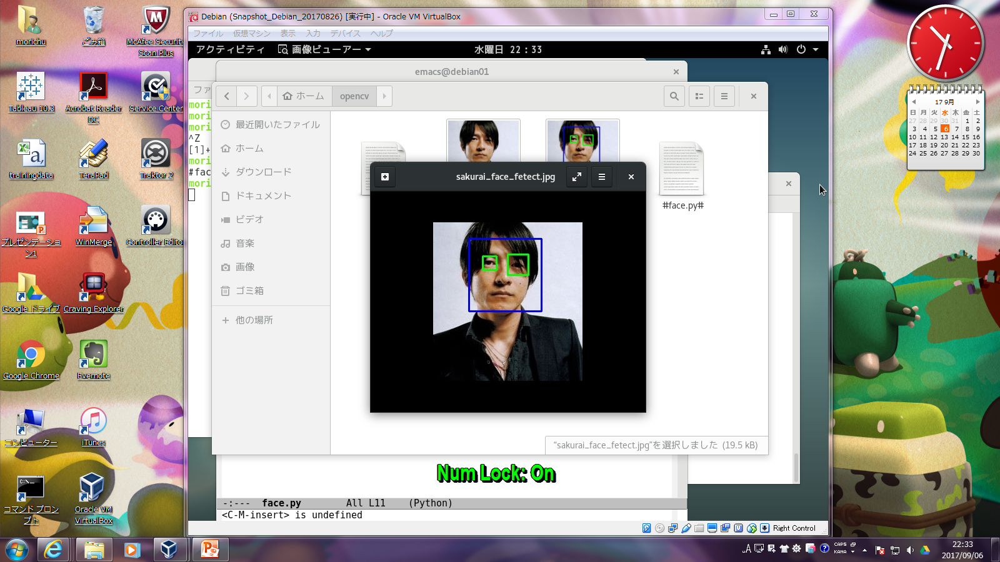 morichu
ごみ箱
McAfee Security
Scan Plus
Tableau 10.3
Acrobat Reader
DC
Service Center
trainingdata
TeraPad
Traktor 2
プレゼンテーショ
ン1
WinMerge
Controller Edito
Google ドライブ
Craving Explorer
Google Chrome
Evernote
コンピューター
iTunes
コマンド プロン
プト
Oracle VM
VirtualBox
Debian (Snapshot_Debian_20170826) [実行中] - Oracle VM VirtualBox
ファイル 仮想マシン 表示 入力 デバイス ヘルプ
アクティビティ 画像ビューアー 水曜日 22：33
emacs@debian01
ファ
ホーム opencv
mori
mori
mori
^Z
[1]+
mori
#fac
mori
最近開いたファイル
ホーム
ダウンロード
ドキュメント
ビデオ
音楽
画像
ゴミ箱
他の場所
#face.py#
sakurai_face_fetect.jpg
“sakurai_face_fetect.jpg”を選択しました (19.5 kB)
Num Lock: On
-:--- face.py All L11 (Python)
<C-M-insert> is undefined
Right Control
17 9月
日 月 火 水 木 金 土
27 28 29 30 31 1 2
3 4 5 6 7 8 9
10 11 12 13 14 15 16
17 18 19 20 21 22 23
24 25 26 27 28 29 30
A
CAPS
KANA
22:33
2017/09/06